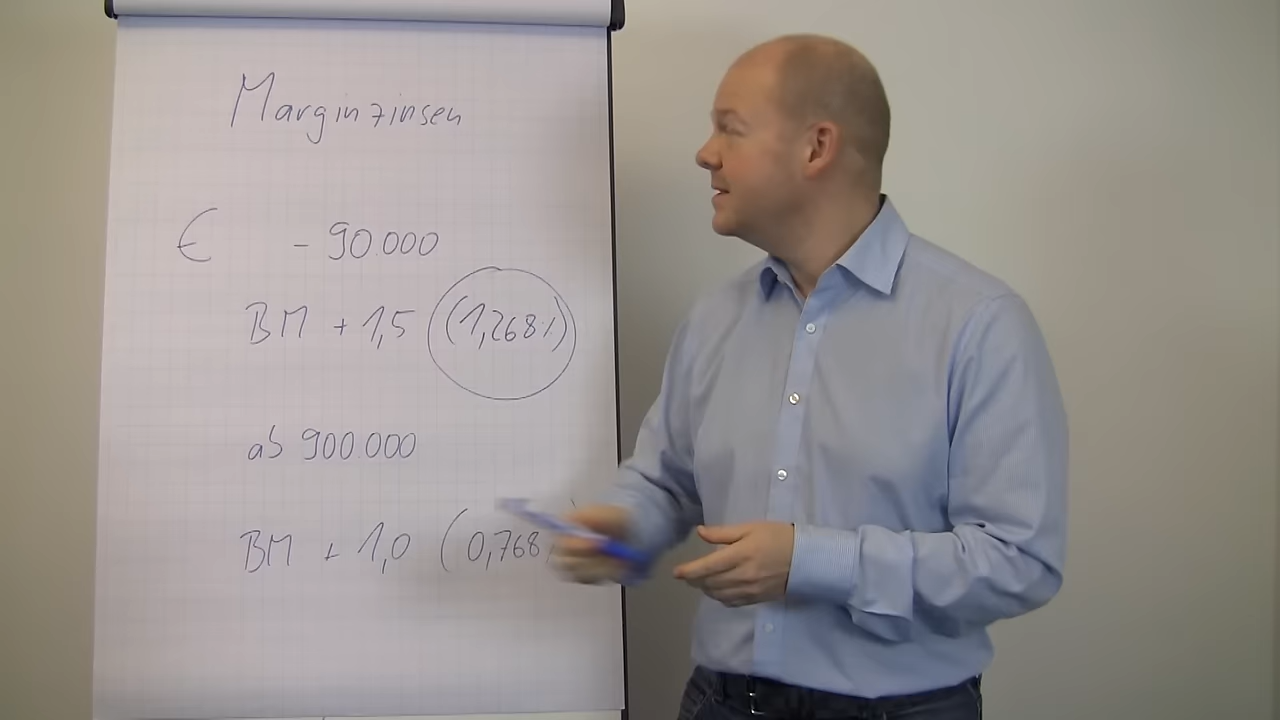 Marginzinsen
€ - 90.000
BM + 1,5 (1,268%)
ab 900.000
BM + 1,0 (0,768